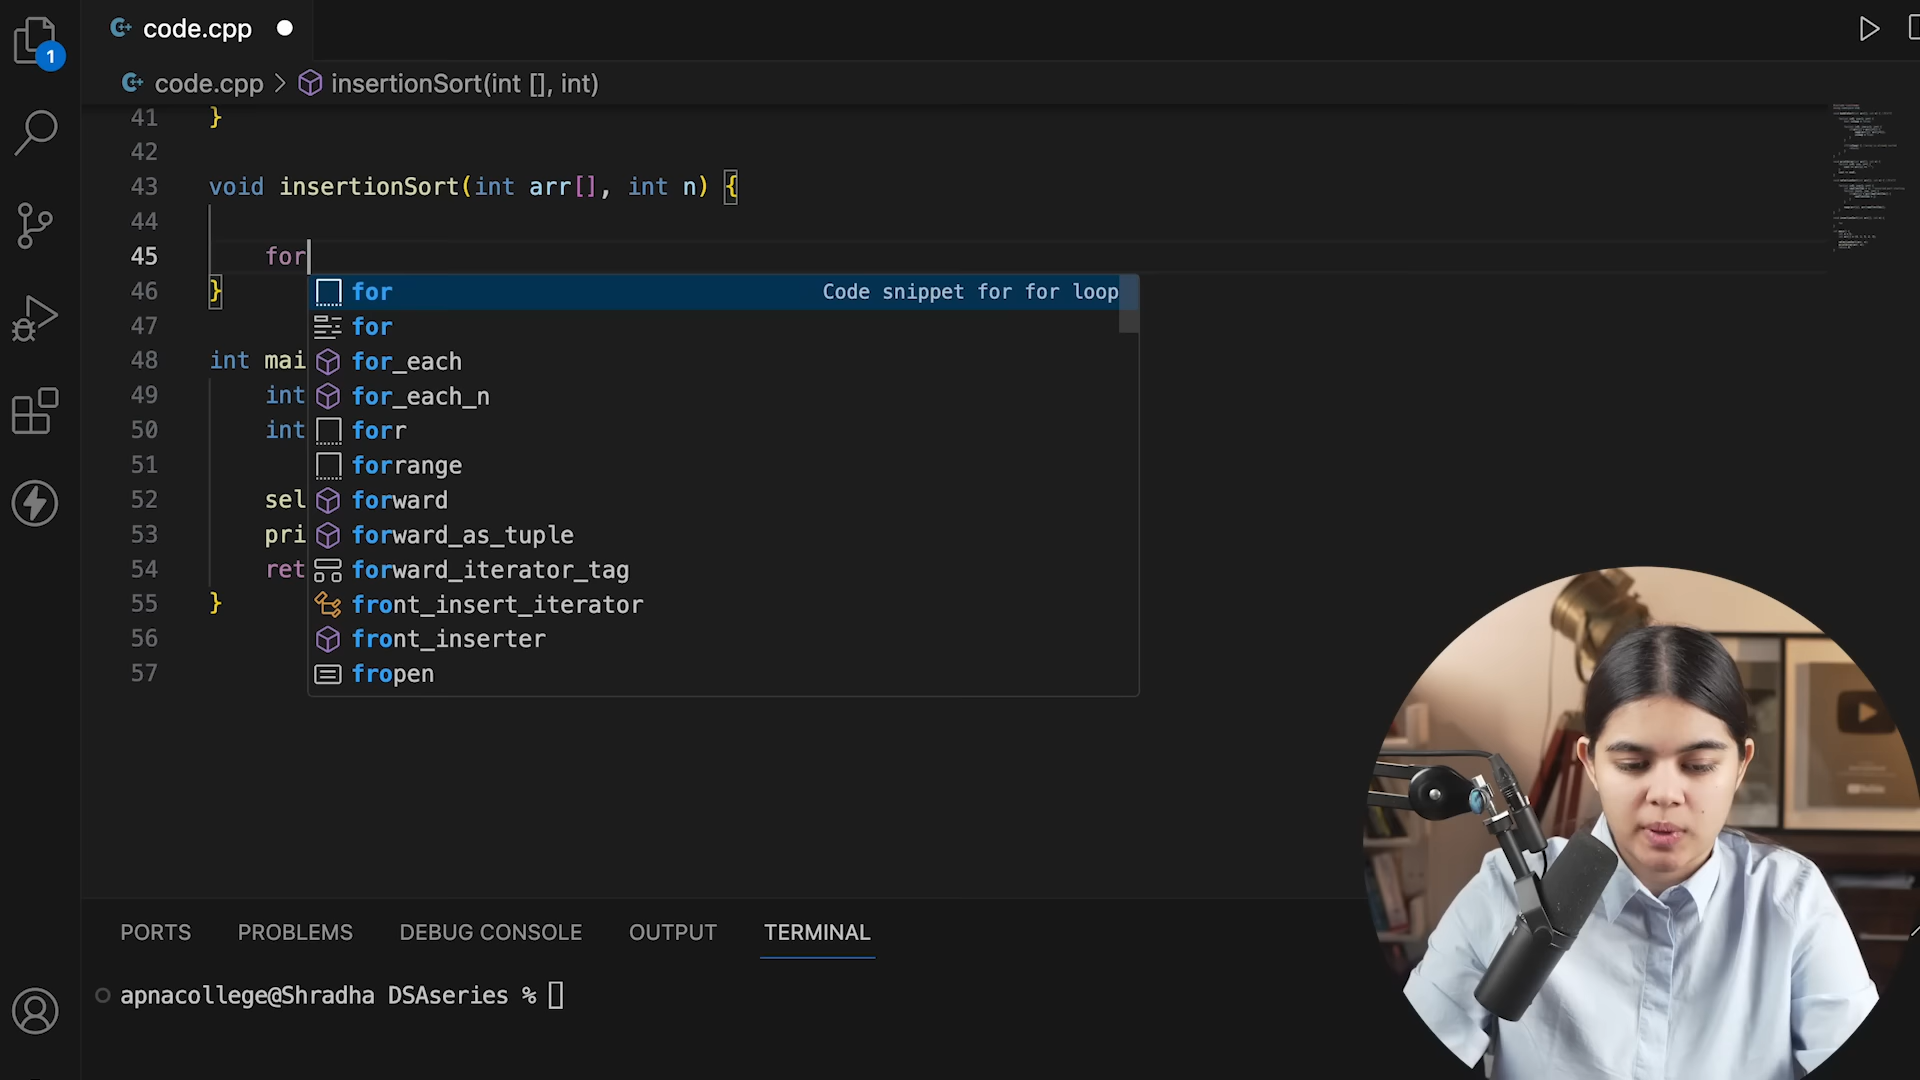 code.cpp
1
code.cpp > insertionSort(int [], int)
41 }
42
43 void insertionSort(int arr[], int n) {
44
45 for
46 }
47
48 int mai
49 int
50 int
51
52 sel
53 pri
54 ret
55 }
56
57
for Code snippet for for loop
for
for_each
for_each_n
forr
forrange
forward
forward_as_tuple
forward_iterator_tag
front_insert_iterator
front_inserter
fropen
PORTS PROBLEMS DEBUG CONSOLE OUTPUT TERMINAL
apnacollege@Shradha DSAseries %